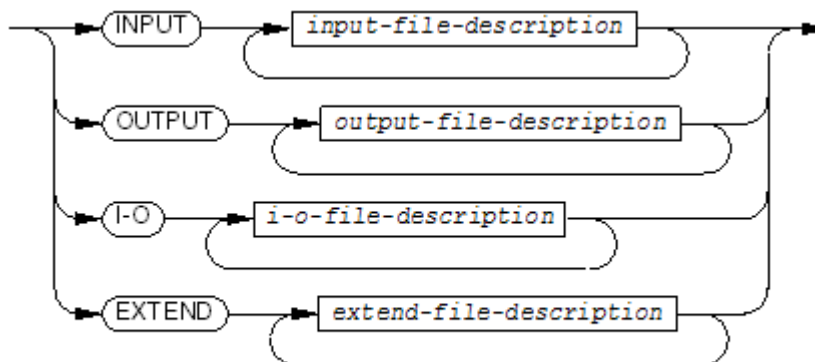 INPUT input-file-description
OUTPUT output-file-description
I-O i-o-file-description
EXTEND extend-file-description